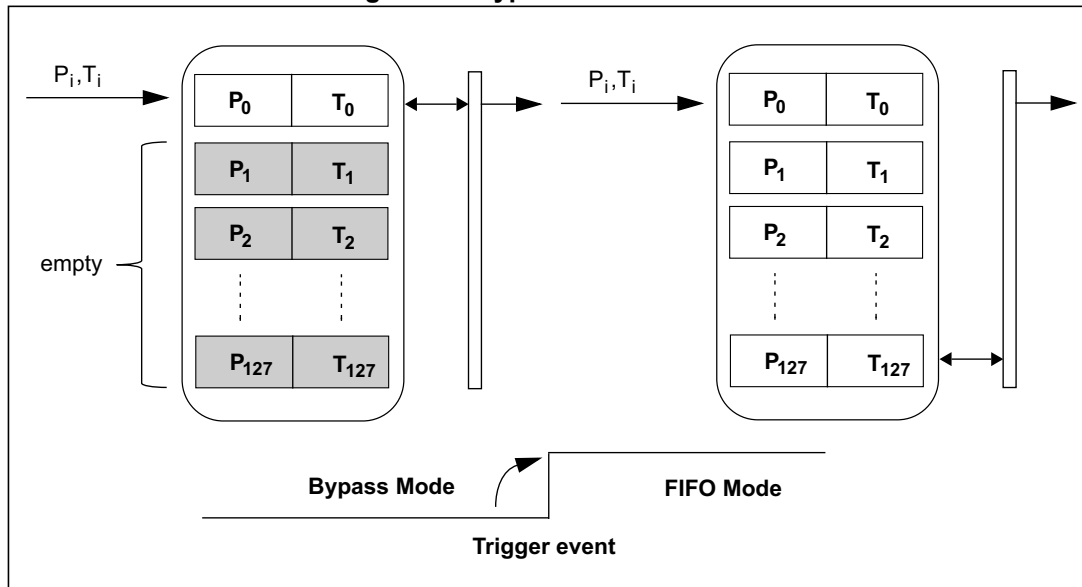 Pᵢ,Tᵢ
P₀ T₀
P₁ T₁
P₂ T₂
P₁₂₇ T₁₂₇
empty
Pᵢ,Tᵢ
P₀ T₀
P₁ T₁
P₂ T₂
P₁₂₇ T₁₂₇
Bypass Mode
FIFO Mode
Trigger event